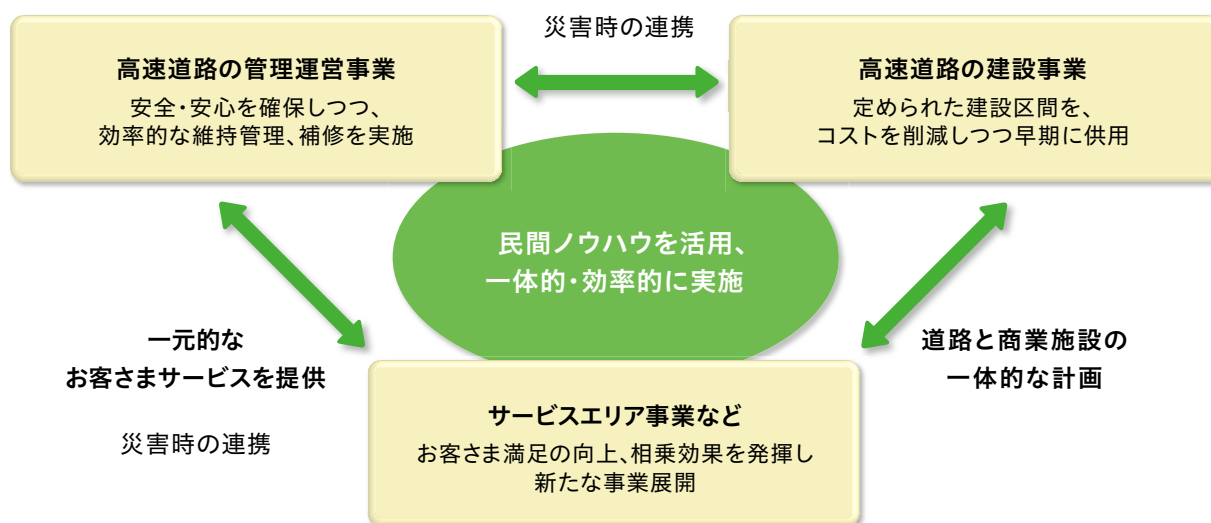 災害時の連携
高速道路の管理運営事業
安全・安心を確保しつつ、
効率的な維持管理、補修を実施
高速道路の建設事業
定められた建設区間を、
コストを削減しつつ早期に供用
民間ノウハウを活用、
一体的・効率的に実施
一元的な
お客さまサービスを提供
災害時の連携
道路と商業施設の
一体的な計画
サービスエリア事業など
お客さま満足の向上、相乗効果を発揮し
新たな事業展開